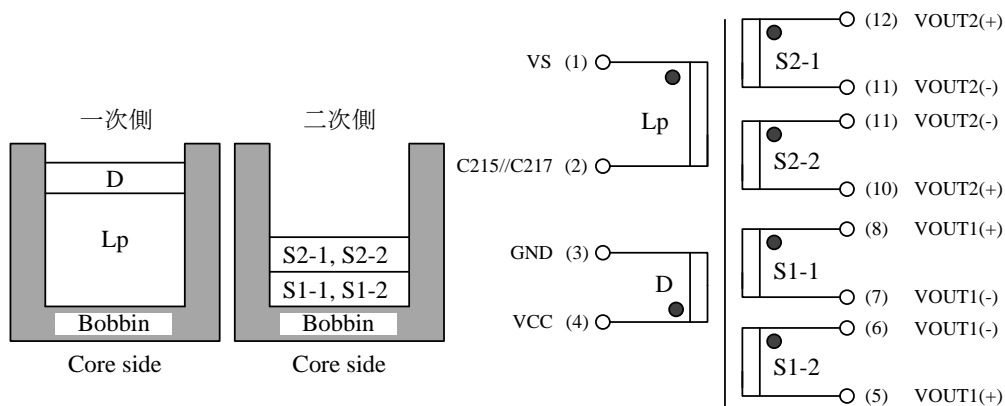 一次側
D
Lp
Bobbin
Core side
二次側
S2-1, S2-2
S1-1, S1-2
Bobbin
Core side
VS (1)
Lp
C215//C217 (2)
GND (3)
D
VCC (4)
(12) VOUT2(+)
S2-1
(11) VOUT2(-)
(11) VOUT2(-)
S2-2
(10) VOUT2(+)
(8) VOUT1(+)
S1-1
(7) VOUT1(-)
(6) VOUT1(-)
S1-2
(5) VOUT1(+)